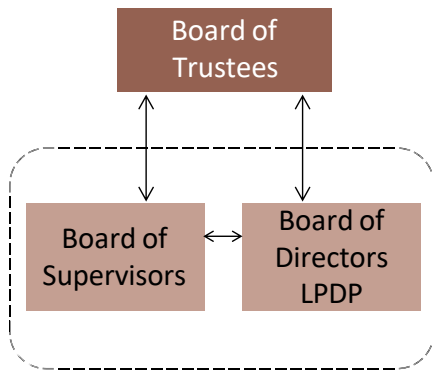 Board of
Trustees
Board of
Supervisors
Board of
Directors
LPDP